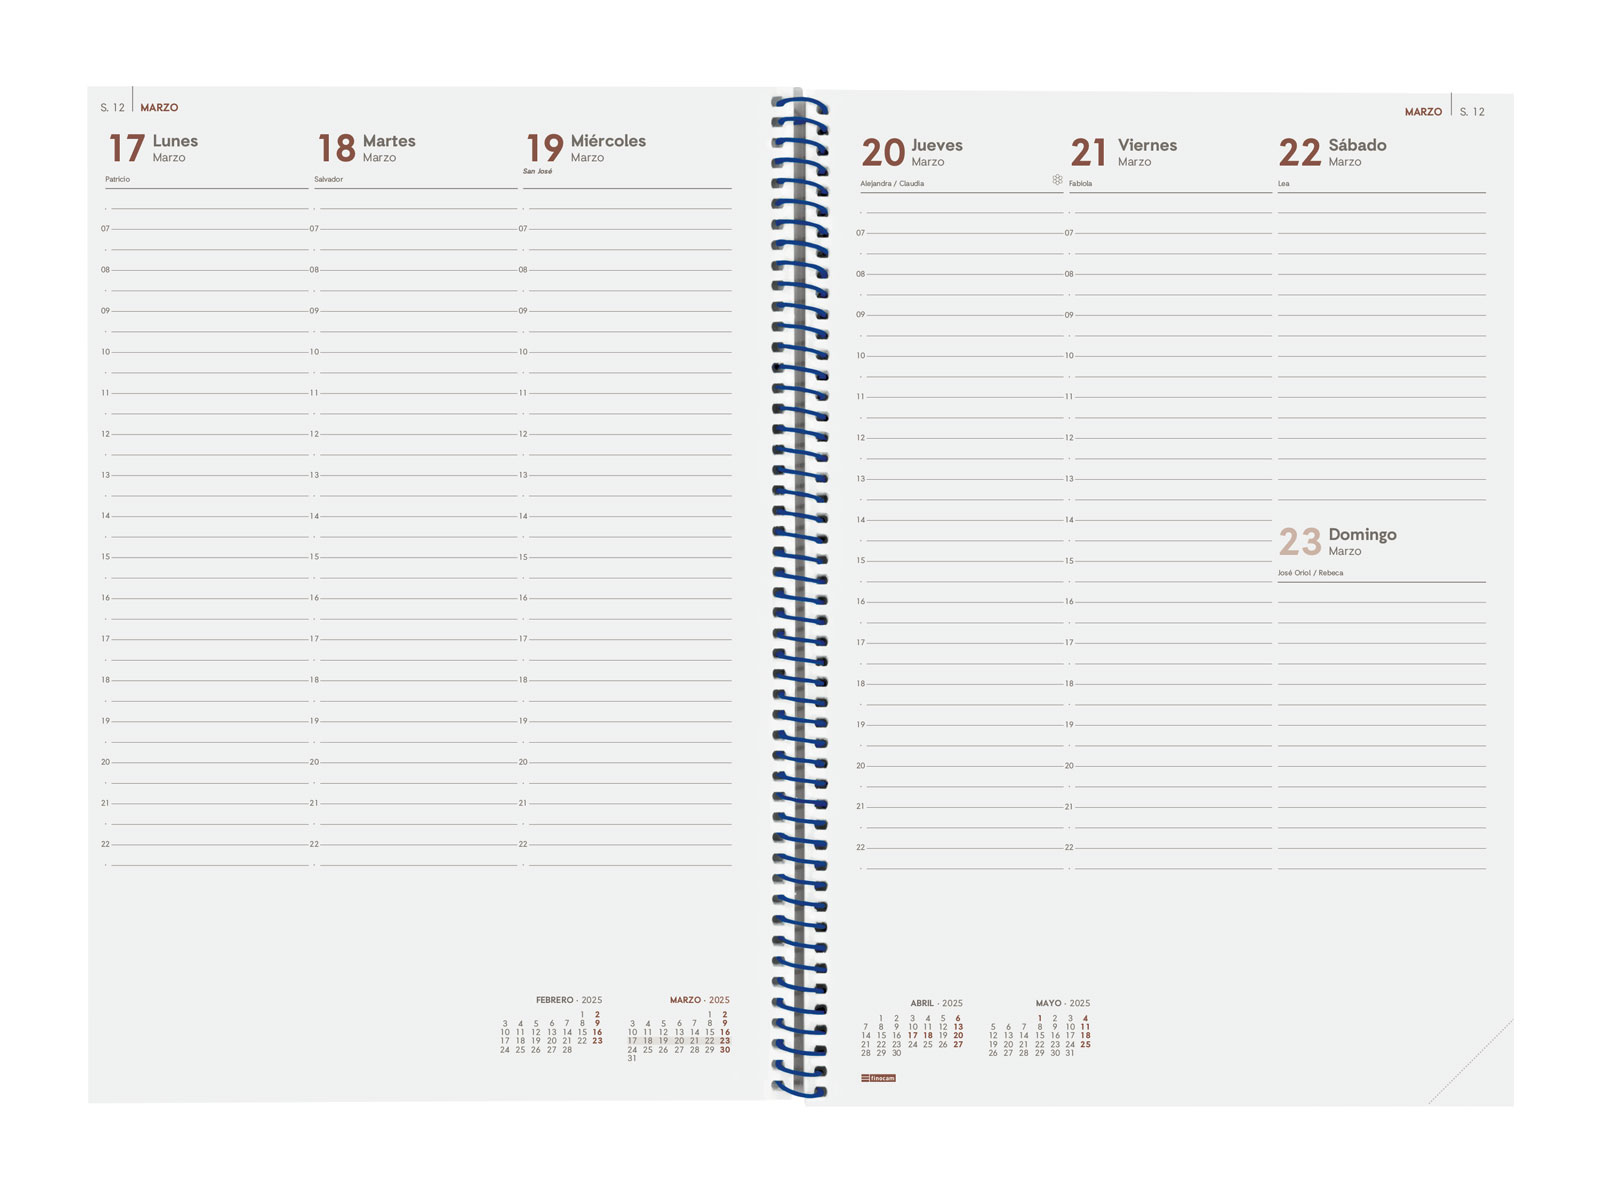 S. 12 MARZO
17 Lunes
Marzo
Patricio
18 Martes
Marzo
Salvador
19 Miércoles
Marzo
San José
07 07 07
08 08 08
09 09 09
10 10 10
11 11 11
12 12 12
13 13 13
14 14 14
15 15 15
16 16 16
17 17 17
18 18 18
19 19 19
20 20 20
21 21 21
22 22 22
FEBRERO · 2025
1 2
3 4 5 6 7 8 9
10 11 12 13 14 15 16
17 18 19 20 21 22 23
24 25 26 27 28
MARZO · 2025
1 2
3 4 5 6 7 8 9
10 11 12 13 14 15 16
17 18 19 20 21 22 23
24 25 26 27 28 29 30
31
MARZO S. 12
20 Jueves
Marzo
Alejandra / Claudia
21 Viernes
Marzo
Fabiola
22 Sábado
Marzo
Lea
07 07
08 08
09 09
10 10
11 11
12 12
13 13
14 14
15 15
16 16
17 17
18 18
19 19
20 20
21 21
22 22
23 Domingo
Marzo
José Oriol / Rebeca
ABRIL · 2025
1 2 3 4 5 6
7 8 9 10 11 12 13
14 15 16 17 18 19 20
21 22 23 24 25 26 27
28 29 30
MAYO · 2025
1 2 3 4
5 6 7 8 9 10 11
12 13 14 15 16 17 18
19 20 21 22 23 24 25
26 27 28 29 30 31
finocam